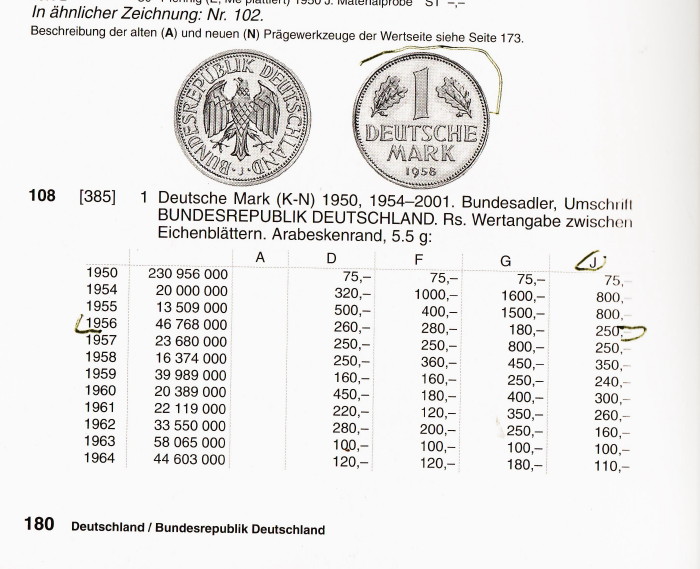 In ähnlicher Zeichnung: Nr. 102.
Beschreibung der alten (A) und neuen (N) Prägewerkzeuge der Wertseite siehe Seite 173.
BUNDESREPUBLIK DEUTSCHLAND
J
1
DEUTSCHE
MARK
1958
108 [385] 1 Deutsche Mark (K-N) 1950, 1954–2001. Bundesadler, Umschrift
BUNDESREPUBLIK DEUTSCHLAND. Rs. Wertangabe zwischen
Eichenblättern. Arabeskenrand, 5.5 g:
A D F G J
1950 230 956 000 75,– 75,– 75,– 75,–
1954 20 000 000 320,– 1000,– 1600,– 800,–
1955 13 509 000 500,– 400,– 1500,– 800,–
1956 46 768 000 260,– 280,– 180,– 250,–
1957 23 680 000 250,– 250,– 800,– 250,–
1958 16 374 000 250,– 360,– 450,– 350,–
1959 39 989 000 160,– 160,– 250,– 240,–
1960 20 389 000 450,– 180,– 400,– 300,–
1961 22 119 000 220,– 120,– 350,– 260,–
1962 33 550 000 280,– 200,– 250,– 160,–
1963 58 065 000 100,– 100,– 100,– 100,–
1964 44 603 000 120,– 120,– 180,– 110,–
180 Deutschland / Bundesrepublik Deutschland